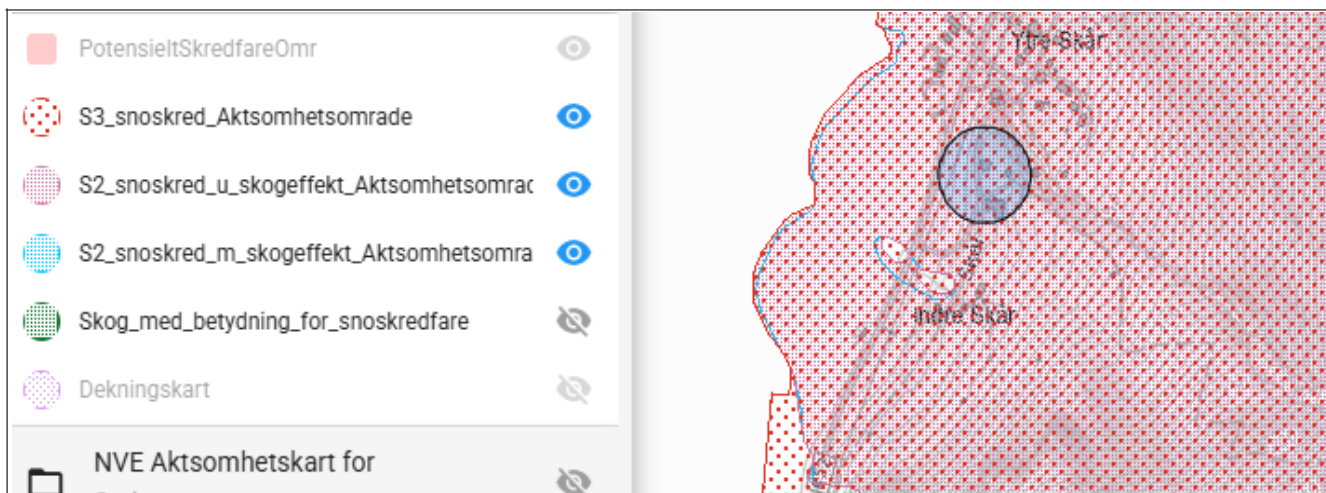 PotensieltSkredfareOmr
S3_snoskred_Aktsomhetsomrade
S2_snoskred_u_skogeffekt_Aktsomhetsomrac
S2_snoskred_m_skogeffekt_Aktsomhetsomra
Skog_med_betydning_for_snoskredfare
Dekningskart
NVE Aktsomhetskart for
Ytre-Skår
Indre Skår